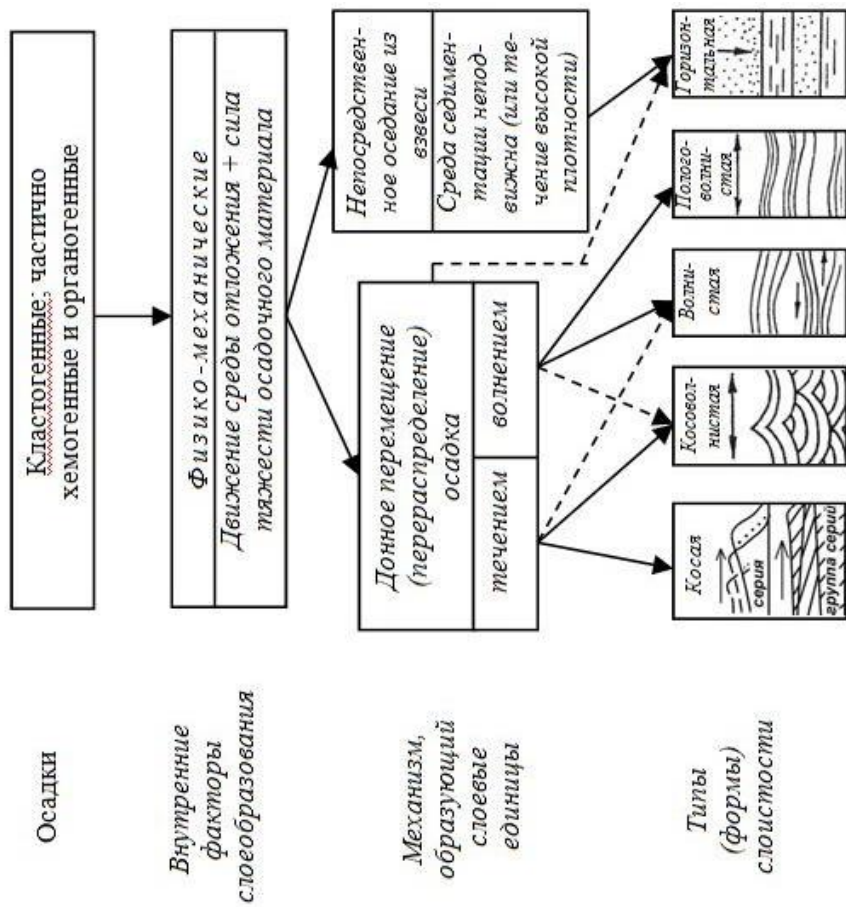 Осадки
Кластогенные; частично
хемогенные и органогенные
Внутренние
факторы
слоеобразования
Физико-механические
Движение среды отложения + сила
тяжести осадочного материала
Механизм,
образующий
слоевые
единицы
Донное перемещение
(перераспределение)
осадка
течением
волнением
Непосредствен-
ное оседание из
взвеси
Среда седимен-
тации непод-
вижна (или те-
чение высокой
плотности)
Типы
(формы)
слоистости
Косая
серия
группа серий
Косовол-
нистая
Волни-
стая
Полого-
волни-
стая
Горизон-
тальная